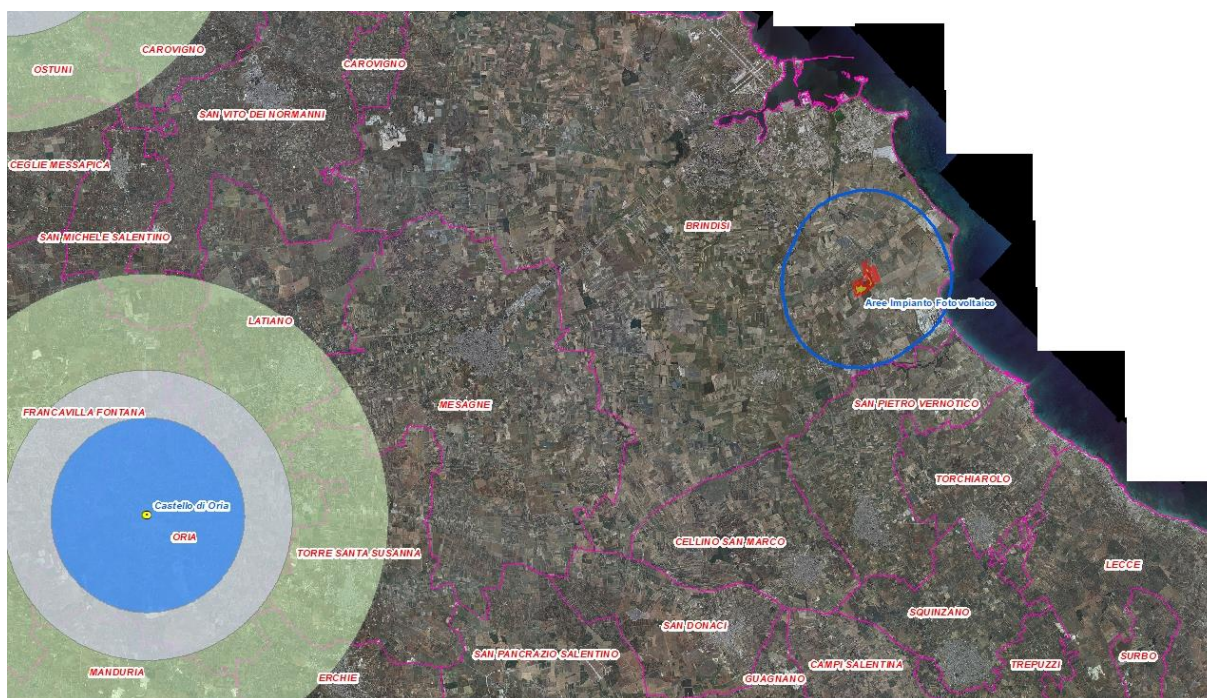 CAROVIGNO
OSTUNI
CAROVIGNO
SAN VITO DEI NORMANNI
CEGLIE MESSAPICA
SAN MICHELE SALENTINO
BRINDISI
Aree Impianto Fotovoltaico
LATIANO
FRANCAVILLA FONTANA
MESAGNE
SAN PIETRO VERNOTICO
TORCHIAROLO
Castello di Oria
ORIA
TORRE SANTA SUSANNA
CELLINO SAN MARCO
LECCE
SQUINZANO
SAN DONACI
SAN PANCRAZIO SALENTINO
CAMPI SALENTINA
TREPUZZI
SURBO
MANDURIA
ERCHIE
GUAGNANO